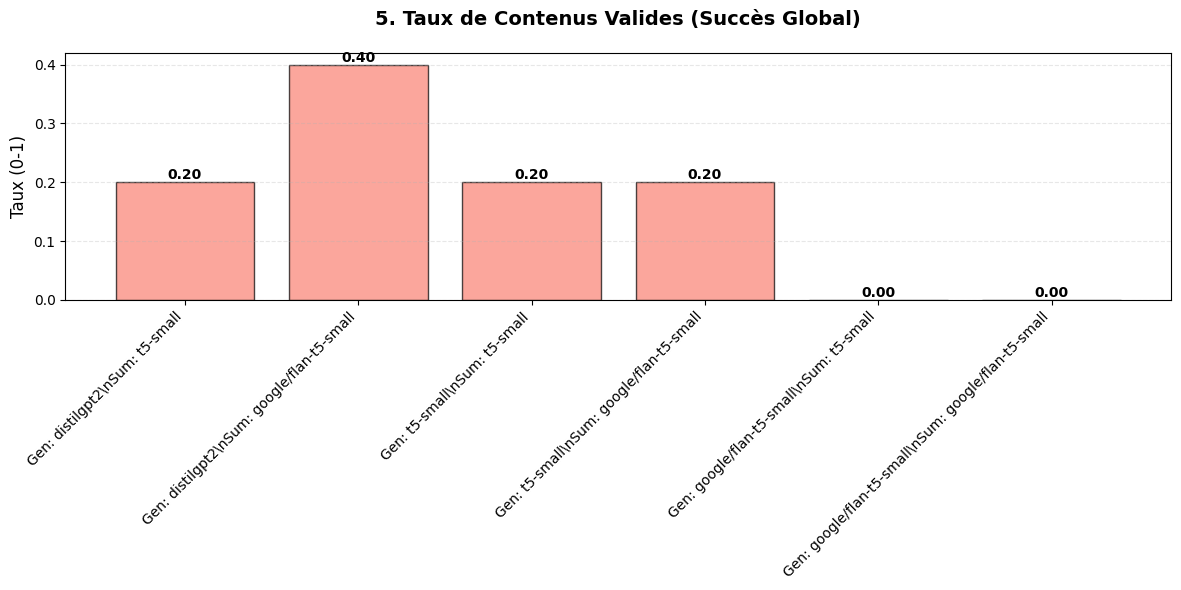 5. Taux de Contenus Valides (Succès Global)
Taux (0-1)
0.4
0.3
0.2
0.1
0.0
0.20
0.40
0.20
0.20
0.00
0.00
Gen: distilgpt2\nSum: t5-small
Gen: distilgpt2\nSum: google/flan-t5-small
Gen: t5-small\nSum: t5-small
Gen: t5-small\nSum: google/flan-t5-small
Gen: google/flan-t5-small\nSum: t5-small
Gen: google/flan-t5-small\nSum: google/flan-t5-small